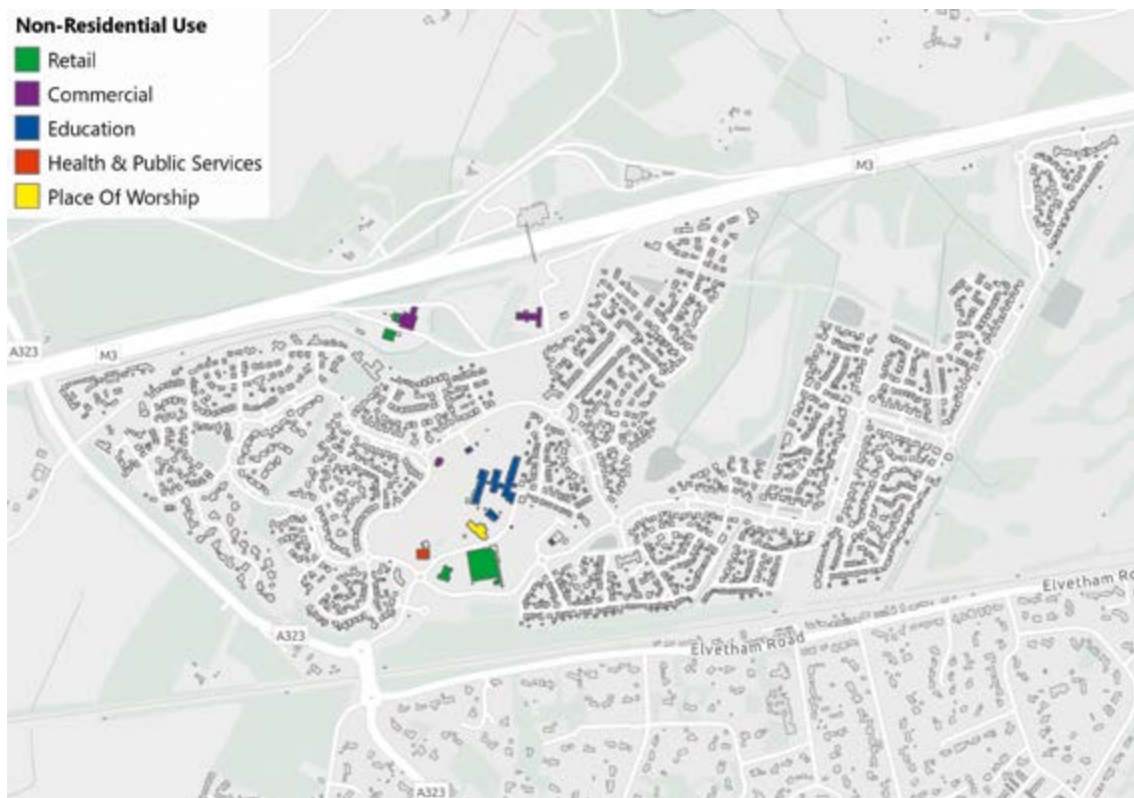 Non-Residential Use
Retail
Commercial
Education
Health & Public Services
Place Of Worship
M3
A323
M3
Elvetham Ro
A323
Elvetham Road
A323